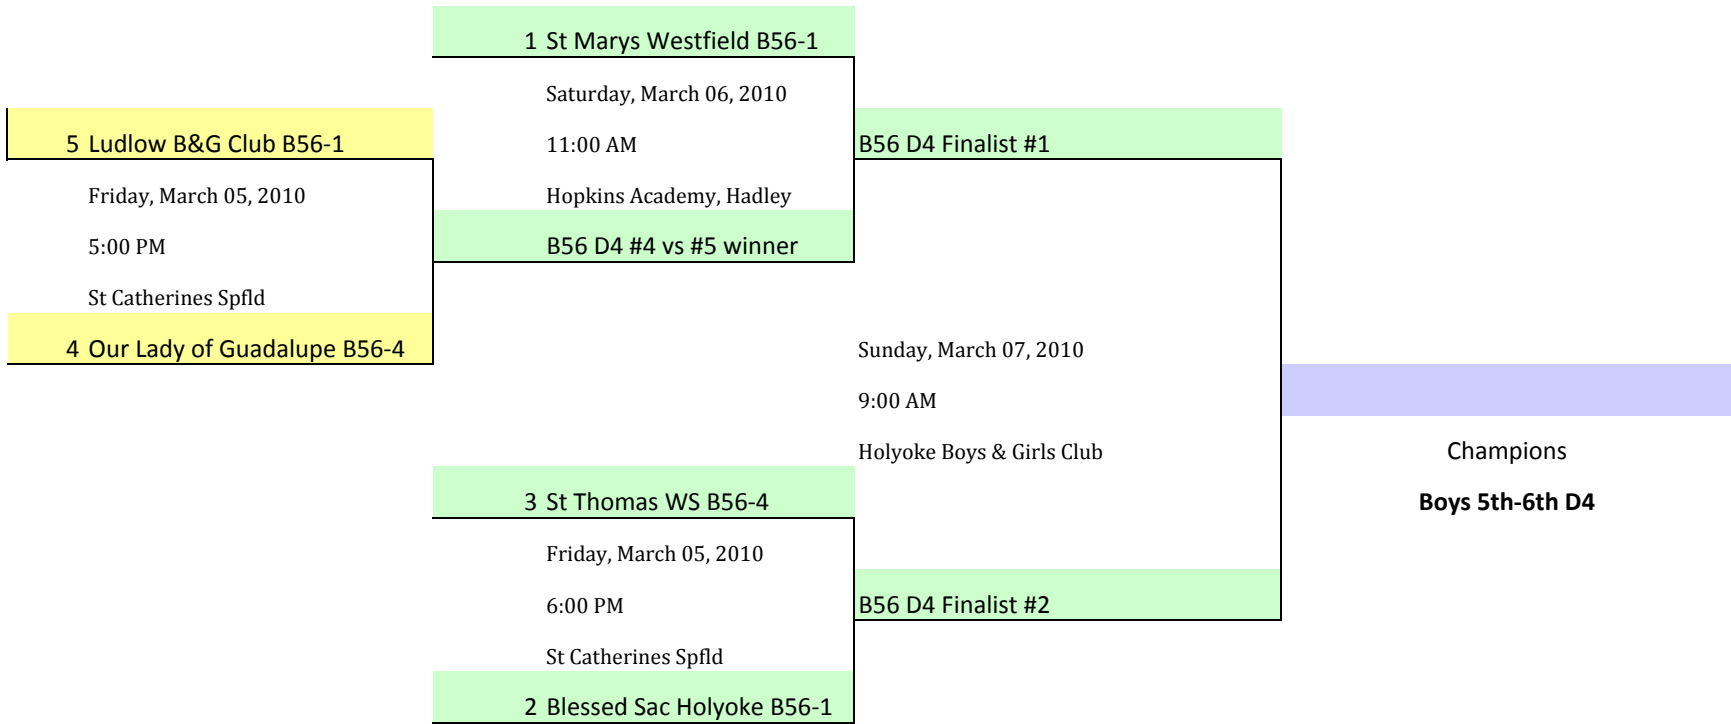 1 St Marys Westfield B56-1
Saturday, March 06, 2010
5 Ludlow B&G Club B56-1
11:00 AM
B56 D4 Finalist #1
Friday, March 05, 2010
Hopkins Academy, Hadley
5:00 PM
B56 D4 #4 vs #5 winner
St Catherines Spfld
4 Our Lady of Guadalupe B56-4
Sunday, March 07, 2010
9:00 AM
Holyoke Boys & Girls Club
Champions
3 St Thomas WS B56-4
Boys 5th-6th D4
Friday, March 05, 2010
6:00 PM
B56 D4 Finalist #2
St Catherines Spfld
2 Blessed Sac Holyoke B56-1